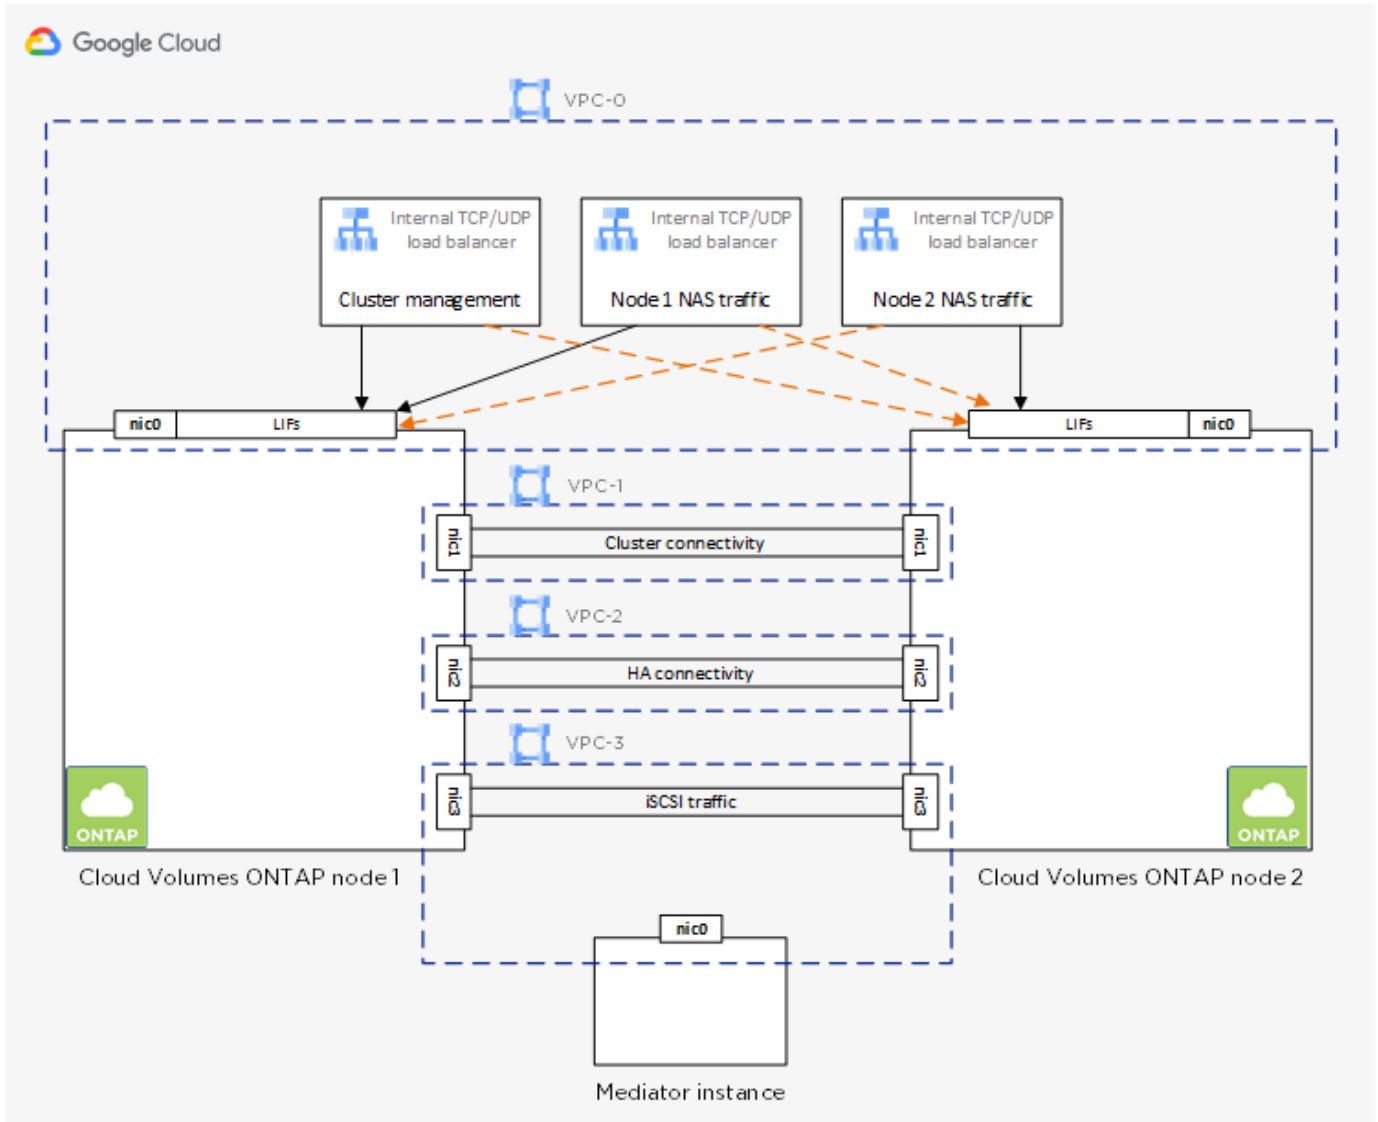 Google Cloud
VPC-0
Internal TCP/UDP
load balancer
Cluster management
Internal TCP/UDP
load balancer
Node 1 NAS traffic
Internal TCP/UDP
load balancer
Node 2 NAS traffic
nic0
LIFs
LIFs
nic0
VPC-1
nic1
Cluster connectivity
nic1
VPC-2
nic2
HA connectivity
nic2
VPC-3
nic3
iSCSI traffic
nic3
ONTAP
ONTAP
Cloud Volumes ONTAP node 1
Cloud Volumes ONTAP node 2
nic0
Mediator instance